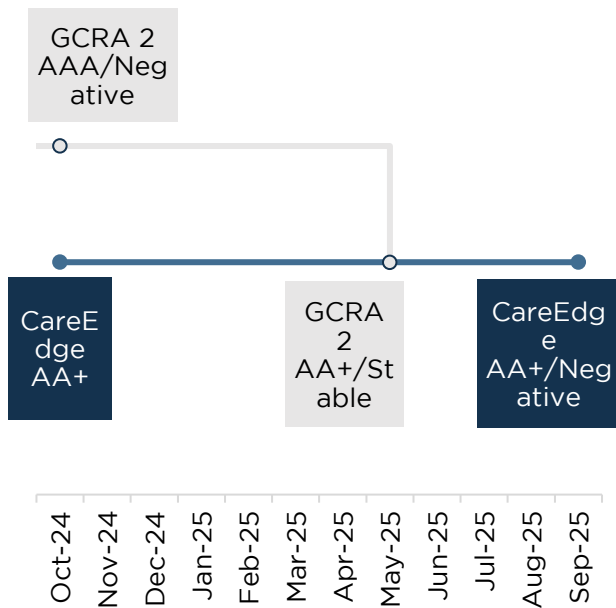 GCRA 2
AAA/Neg
ative
CareE
dge
AA+
GCRA
2
AA+/St
able
CareEdg
e
AA+/Neg
ative
Oct-24
Nov-24
Dec-24
Jan-25
Feb-25
Mar-25
Apr-25
May-25
Jun-25
Jul-25
Aug-25
Sep-25